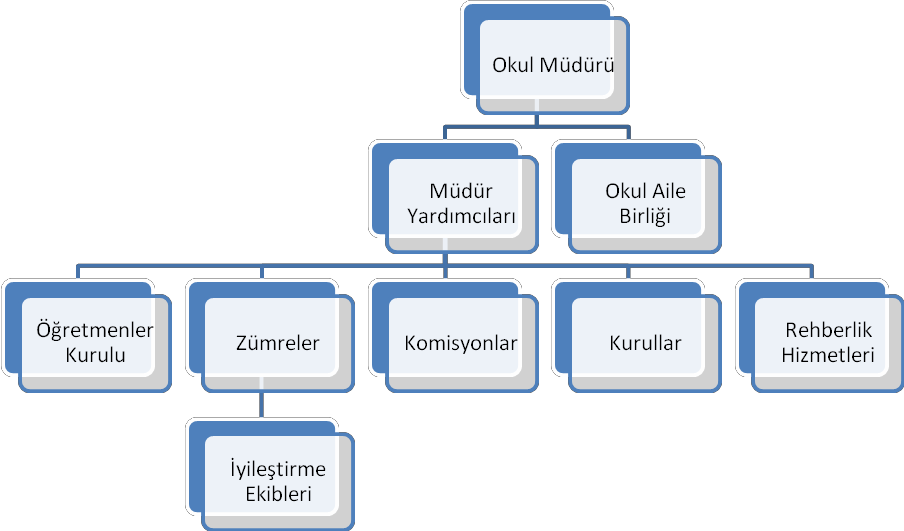 Okul Müdürü
Müdür
Yardımcıları
Okul Aile
Birliği
Öğretmenler
Kurulu
Zümreler
Komisyonlar
Kurullar
Rehberlik
Hizmetleri
İyileştirme
Ekibleri